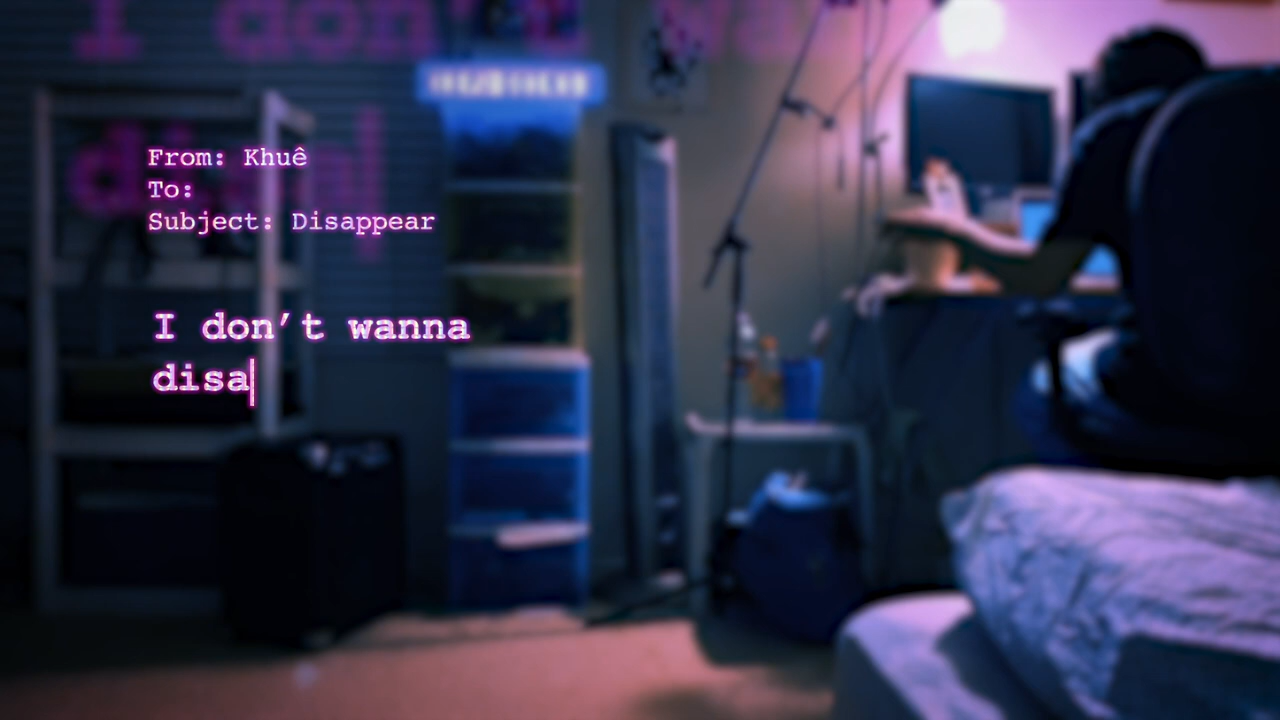 From: Khuê
To:
Subject: Disappear
I don’t wanna
disa